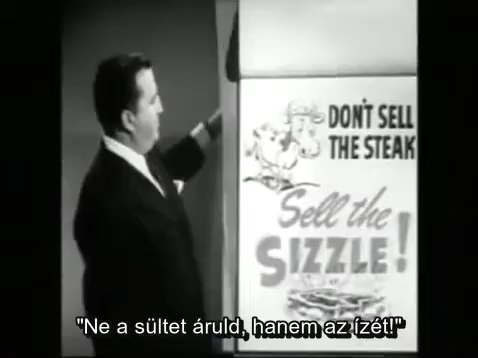 DON'T SELL
THE STEAK
Sell the
SIZZLE!
"Ne a sültet áruld, hanem az ízét!"